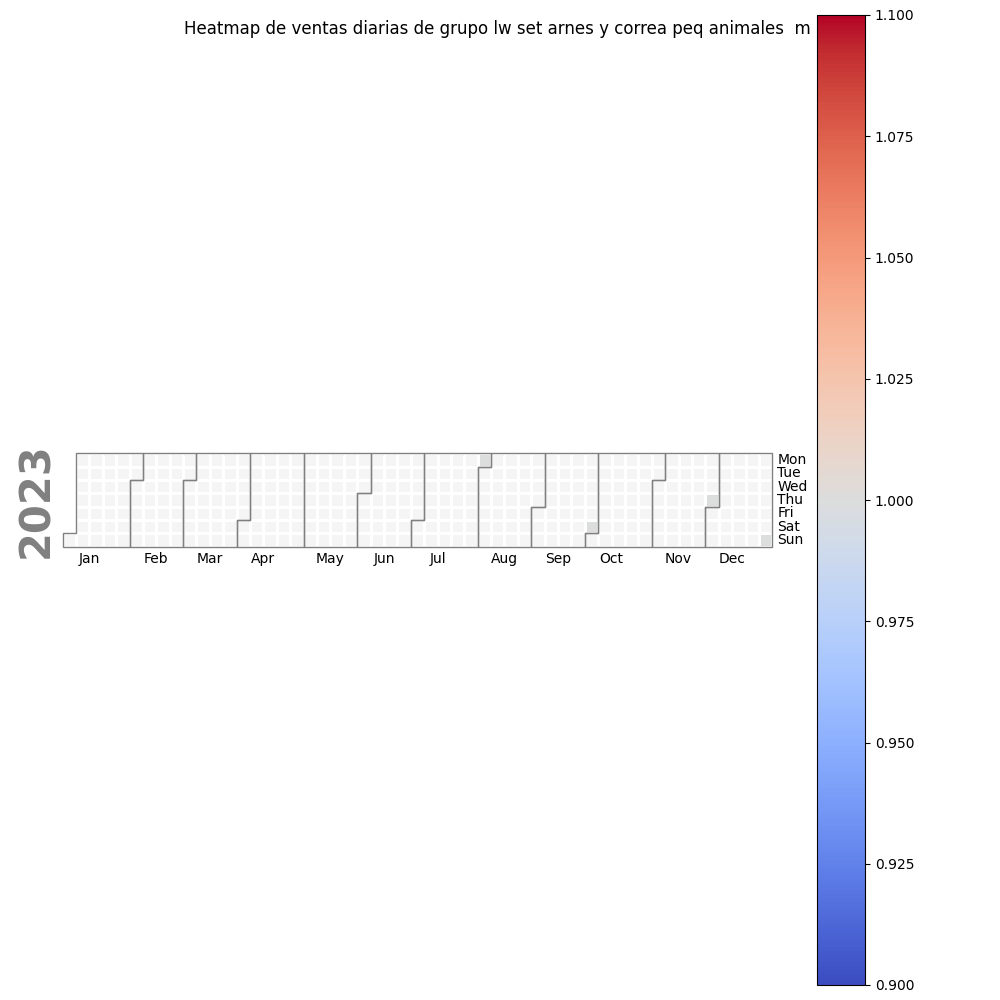 Heatmap de ventas diarias de grupo lw set arnes y correa peq animales  m
2023
Mon
Tue
Wed
Thu
Fri
Sat
Sun
Jan Feb Mar Apr May Jun Jul Aug Sep Oct Nov Dec
1.100
1.075
1.050
1.025
1.000
0.975
0.950
0.925
0.900